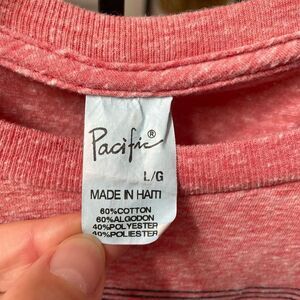 Pacific®
L/G
MADE IN HAITI
60%COTTON
60%ALGODON
40%POLYESTER
40%POLIESTER